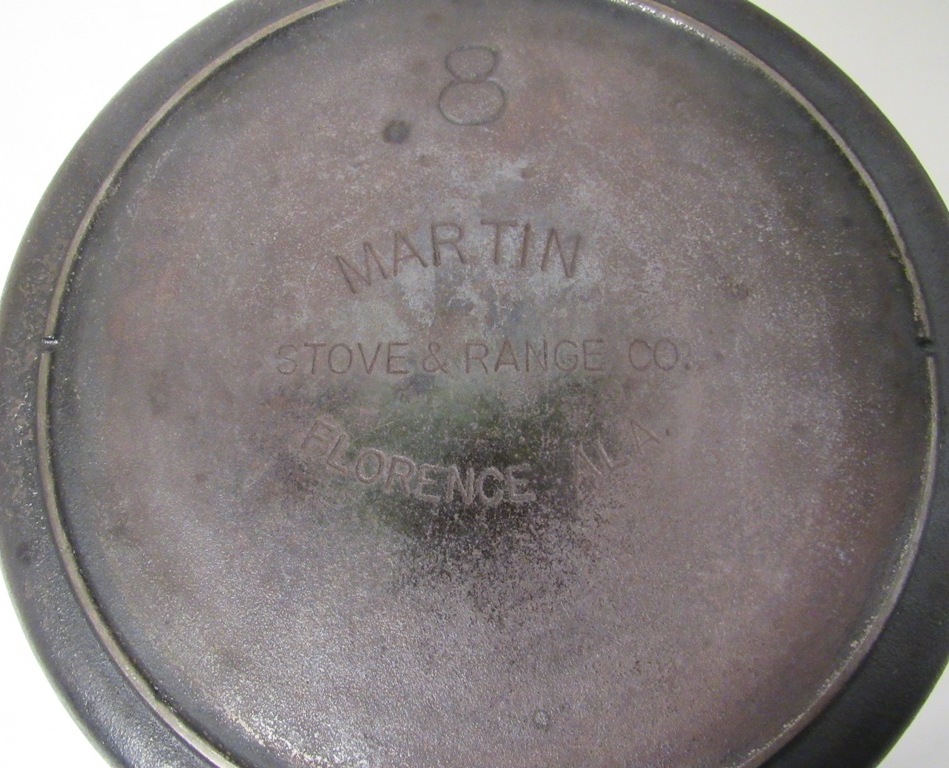 8
MARTIN
STOVE & RANGE CO.
FLORENCE ALA.